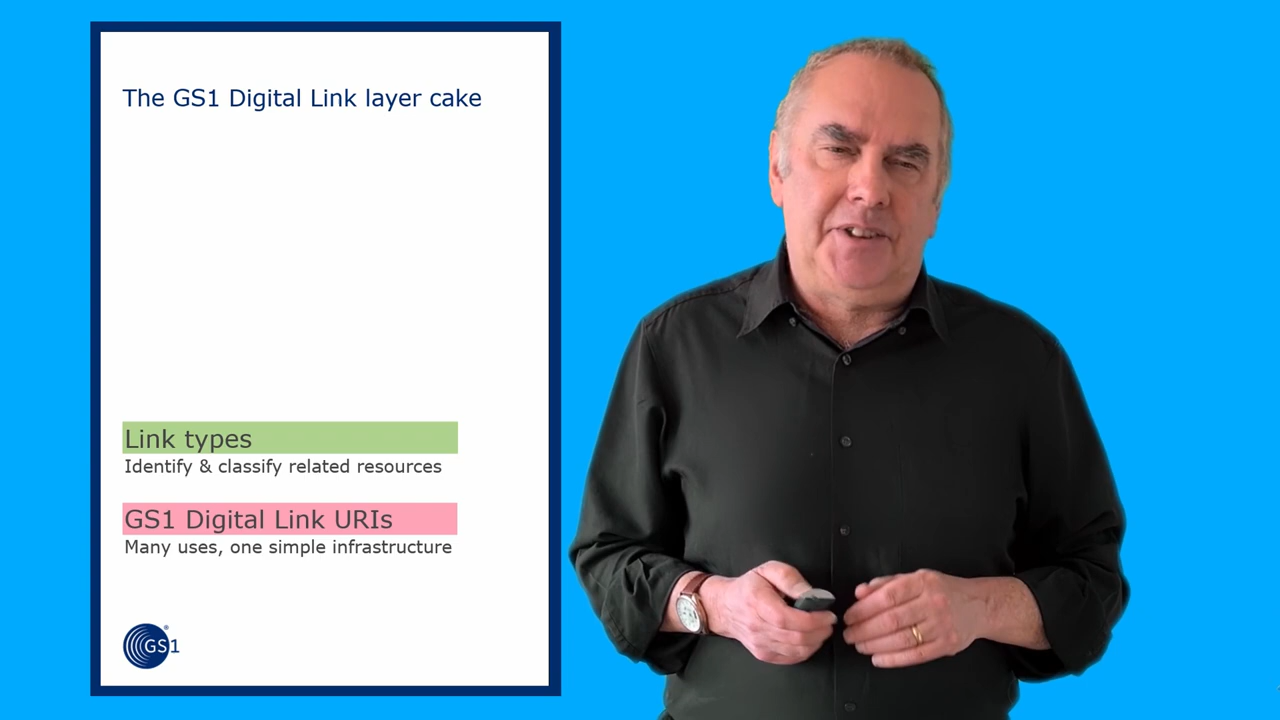 The GS1 Digital Link layer cake
Link types
Identify & classify related resources
GS1 Digital Link URIs
Many uses, one simple infrastructure
GS1®